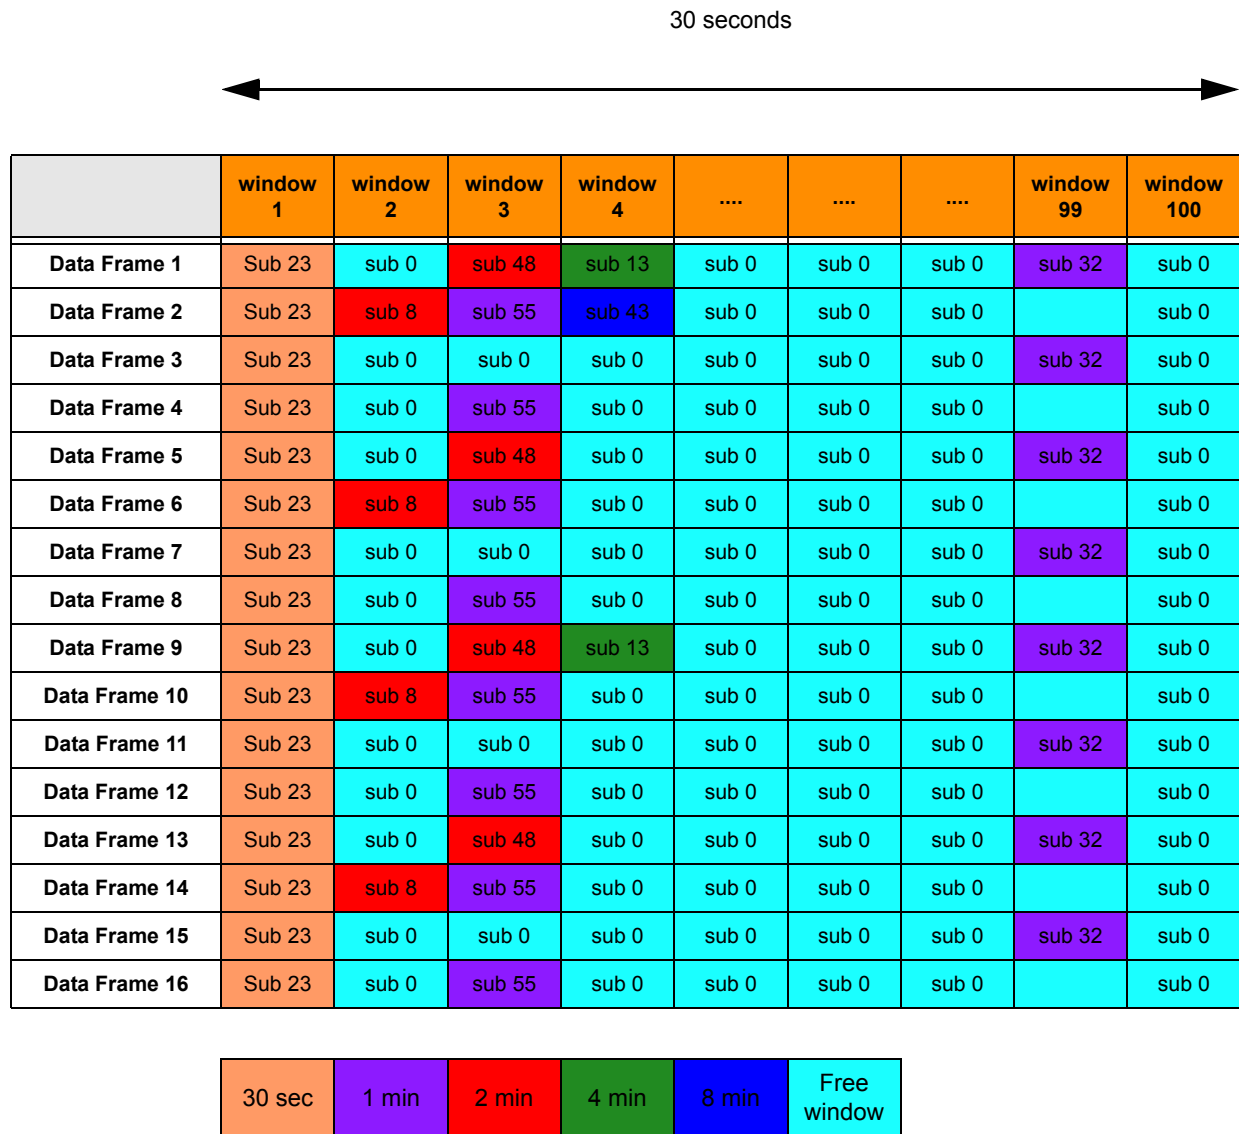 30 seconds
window 1 window 2 window 3 window 4 .... .... .... window 99 window 100
Data Frame 1 Sub 23 sub 0 sub 48 sub 13 sub 0 sub 0 sub 0 sub 32 sub 0
Data Frame 2 Sub 23 sub 8 sub 55 sub 43 sub 0 sub 0 sub 0 sub 0
Data Frame 3 Sub 23 sub 0 sub 0 sub 0 sub 0 sub 0 sub 0 sub 32 sub 0
Data Frame 4 Sub 23 sub 0 sub 55 sub 0 sub 0 sub 0 sub 0 sub 0
Data Frame 5 Sub 23 sub 0 sub 48 sub 0 sub 0 sub 0 sub 0 sub 32 sub 0
Data Frame 6 Sub 23 sub 8 sub 55 sub 0 sub 0 sub 0 sub 0 sub 0
Data Frame 7 Sub 23 sub 0 sub 0 sub 0 sub 0 sub 0 sub 0 sub 32 sub 0
Data Frame 8 Sub 23 sub 0 sub 55 sub 0 sub 0 sub 0 sub 0 sub 0
Data Frame 9 Sub 23 sub 0 sub 48 sub 13 sub 0 sub 0 sub 0 sub 32 sub 0
Data Frame 10 Sub 23 sub 8 sub 55 sub 0 sub 0 sub 0 sub 0 sub 0
Data Frame 11 Sub 23 sub 0 sub 0 sub 0 sub 0 sub 0 sub 0 sub 32 sub 0
Data Frame 12 Sub 23 sub 0 sub 55 sub 0 sub 0 sub 0 sub 0 sub 0
Data Frame 13 Sub 23 sub 0 sub 48 sub 0 sub 0 sub 0 sub 0 sub 32 sub 0
Data Frame 14 Sub 23 sub 8 sub 55 sub 0 sub 0 sub 0 sub 0 sub 0
Data Frame 15 Sub 23 sub 0 sub 0 sub 0 sub 0 sub 0 sub 0 sub 32 sub 0
Data Frame 16 Sub 23 sub 0 sub 55 sub 0 sub 0 sub 0 sub 0 sub 0
30 sec 1 min 2 min 4 min 8 min Free window